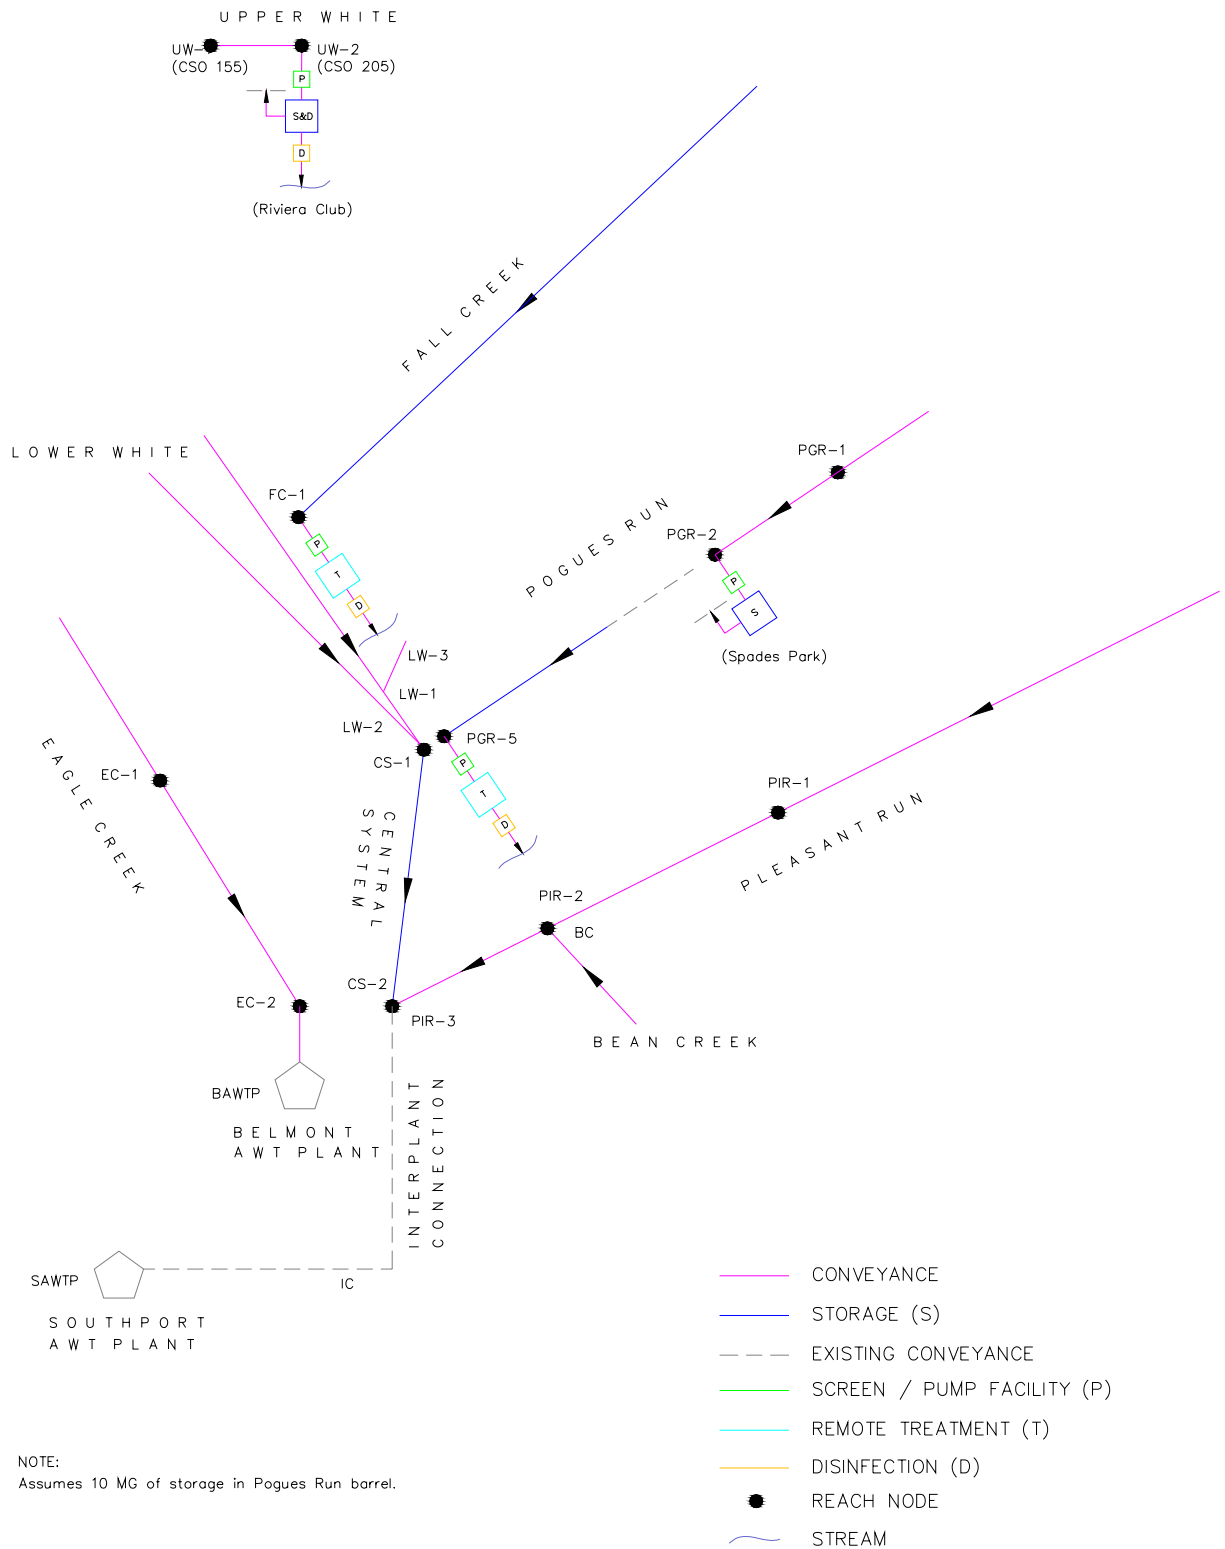 UPPER WHITE
UW-
(CSO 155)
UW-2
(CSO 205)
P
S&D
D
(Riviera Club)
FALL CREEK
LOWER WHITE
FC-1
P
T
D
PGR-1
PGR-2
POGUES RUN
P
S
(Spades Park)
LW-3
LW-1
LW-2
CS-1
PGR-5
P
T
D
EAGLE CREEK
EC-1
CENTRAL
SYSTEM
PIR-1
PLEASANT RUN
PIR-2
BC
CS-2
PIR-3
EC-2
BEAN CREEK
BAWTP
BELMONT
AWT PLANT
INTERPLANT
CONNECTION
SAWTP
IC
SOUTHPORT
AWT PLANT
CONVEYANCE
STORAGE (S)
EXISTING CONVEYANCE
SCREEN / PUMP FACILITY (P)
REMOTE TREATMENT (T)
DISINFECTION (D)
REACH NODE
STREAM
NOTE:
Assumes 10 MG of storage in Pogues Run barrel.